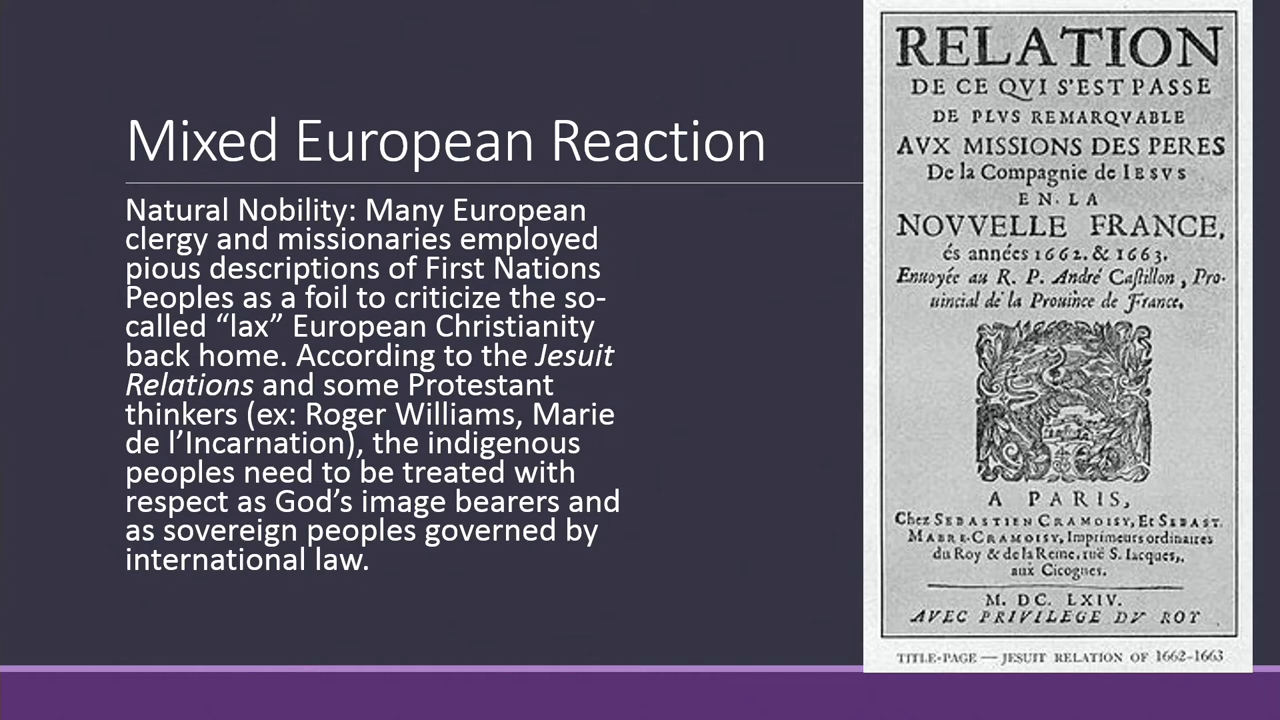 Mixed European Reaction
Natural Nobility: Many European
clergy and missionaries employed
pious descriptions of First Nations
Peoples as a foil to criticize the so-
called “lax” European Christianity
back home. According to the Jesuit
Relations and some Protestant
thinkers (ex: Roger Williams, Marie
de l’Incarnation), the indigenous
peoples need to be treated with
respect as God’s image bearers and
as sovereign peoples governed by
international law.
RELATION
DE CE QVI S'EST PASSE
DE PLVS REMARQVABLE
AVX MISSIONS DES PERES
De la Compagnie de IESVS
EN LA
NOVVELLE FRANCE,
és années 1662. & 1663.
Enuoyée au R. P. André Castillon, Pro-
uincial de la Prouince de France,
A PARIS,
Chez SEBASTIEN CRAMOISY, ET SEBAST.
MABRE-CRAMOISY, Imprimeurs ordinaires
du Roy & de la Reine, ruë S. Iacques,
aux Cicognes.
M. DC. LXIV.
AVEC PRIVILEGE DV ROY
TITLE-PAGE — JESUIT RELATION OF 1662-1663